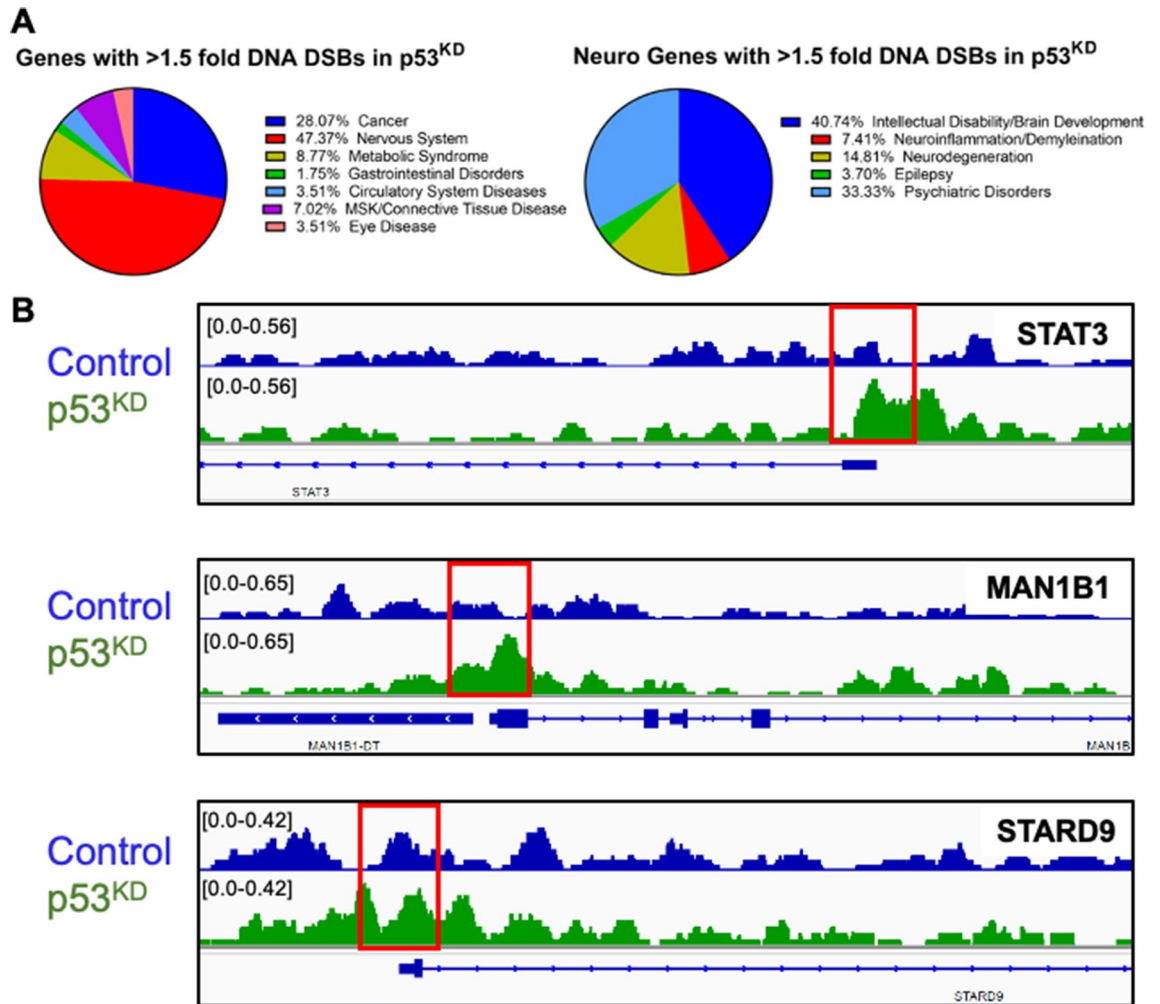 A
Genes with >1.5 fold DNA DSBs in p53KD
28.07% Cancer
47.37% Nervous System
8.77% Metabolic Syndrome
1.75% Gastrointestinal Disorders
3.51% Circulatory System Diseases
7.02% MSK/Connective Tissue Disease
3.51% Eye Disease
Neuro Genes with >1.5 fold DNA DSBs in p53KD
40.74% Intellectual Disability/Brain Development
7.41% Neuroinflammation/Demyleination
14.81% Neurodegeneration
3.70% Epilepsy
33.33% Psychiatric Disorders
B
Control
p53KD
[0.0-0.56]
[0.0-0.56]
STAT3
STAT3
Control
p53KD
[0.0-0.65]
[0.0-0.65]
MAN1B1
MAN1B1-DT
MAN1B
Control
p53KD
[0.0-0.42]
[0.0-0.42]
STARD9
STARD9